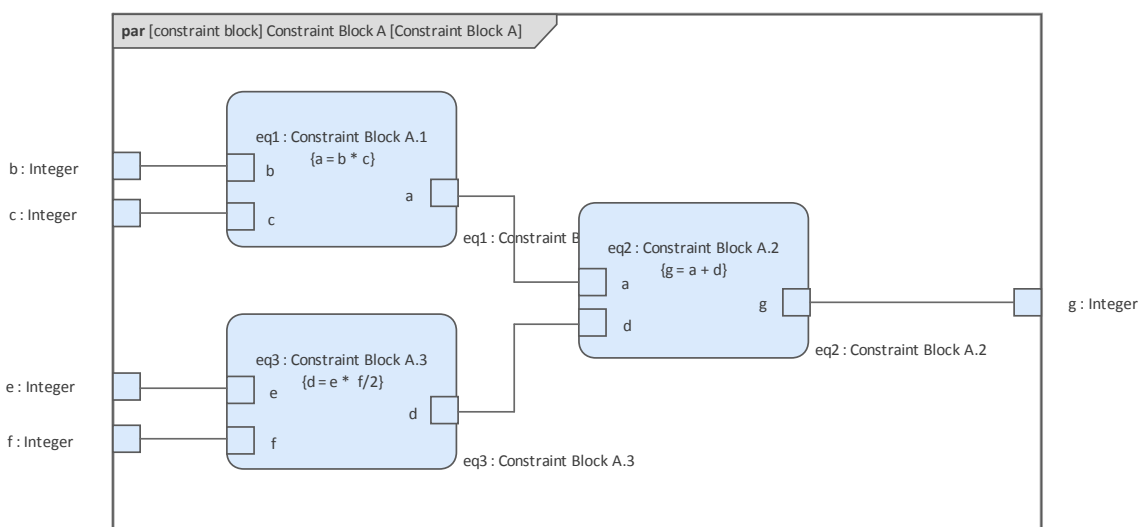 par [constraint block] Constraint Block A [Constraint Block A]
eq1 : Constraint Block A.1
{a = b * c}
b : Integer
b
a
c : Integer
c
eq1 : Constraint B
eq2 : Constraint Block A.2
{g = a + d}
a
g
g : Integer
d
eq2 : Constraint Block A.2
eq3 : Constraint Block A.3
{d = e * f/2}
e : Integer
e
d
f : Integer
f
eq3 : Constraint Block A.3